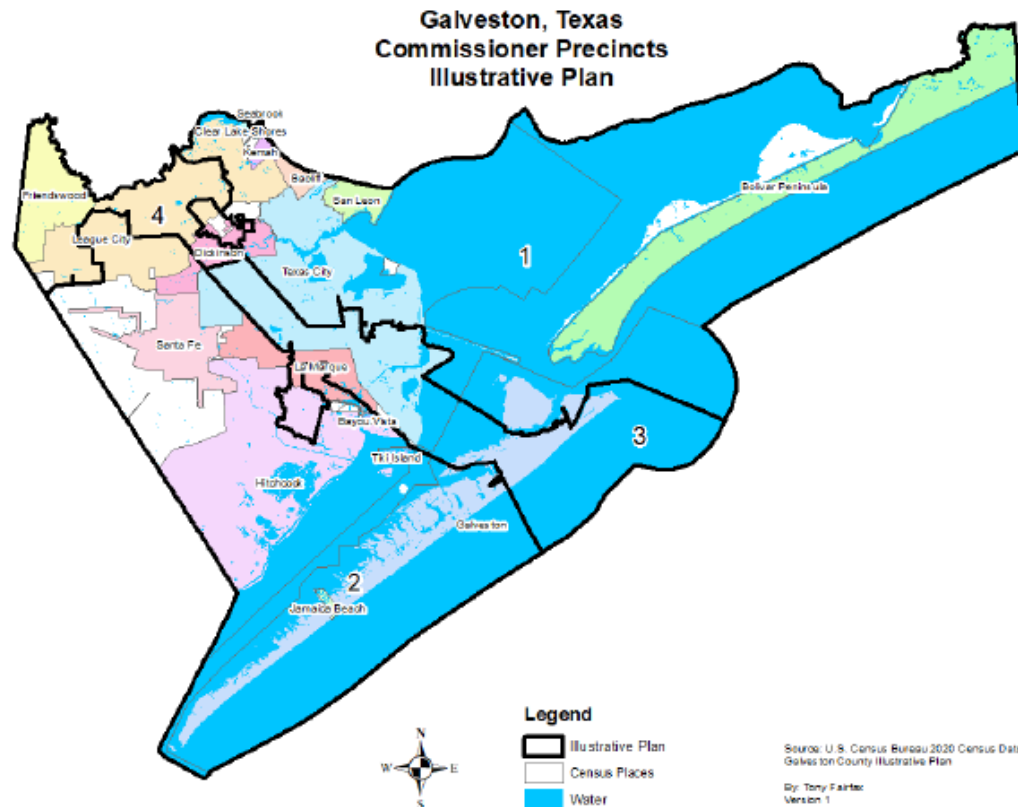 Galveston, Texas
Commissioner Precincts
Illustrative Plan
Seabrook
Clear Lake Shores
Kemah
Bacliff
San Leon
Friendswood
Bolivar Peninsula
4
League City
Dickinson
1
Texas City
Santa Fe
La Marque
Bayou Vista
3
Tiki Island
Hitchcock
Galveston
2
Jamaica Beach
N
W E
S
Legend
Illustrative Plan
Census Places
Water
Source: U.S. Census Bureau 2020 Census Data
Galveston County Illustrative Plan
By: Tony Fairfax
Version 1